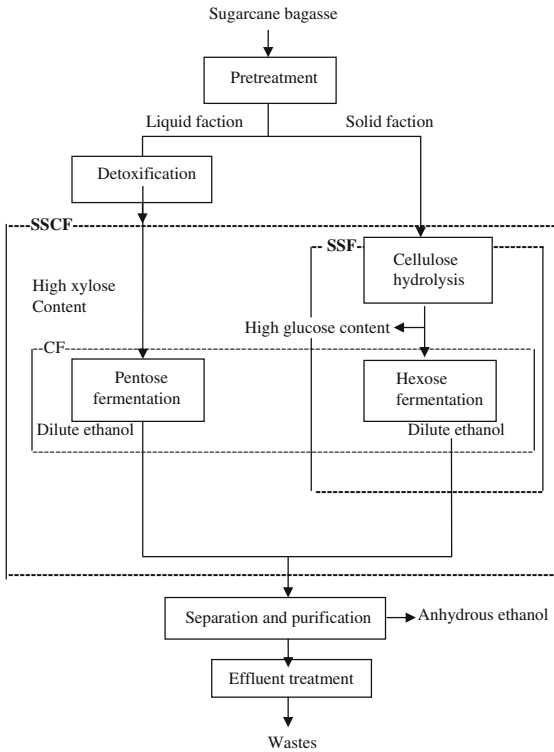 Sugarcane bagasse
Pretreatment
Liquid faction
Solid faction
Detoxification
SSCF
SSF
Cellulose
hydrolysis
High xylose
Content
High glucose content
CF
Pentose
fermentation
Hexose
fermentation
Dilute ethanol
Dilute ethanol
Separation and purification
Anhydrous ethanol
Effluent treatment
Wastes